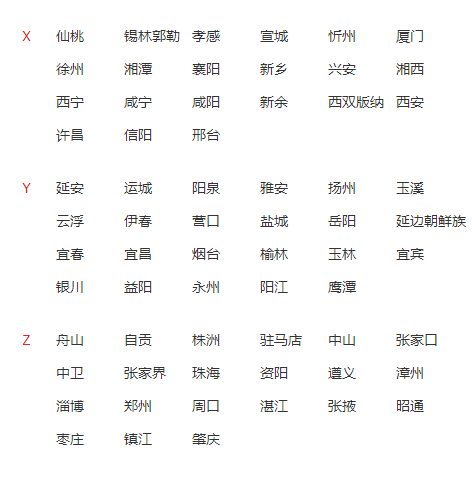 X 仙桃 锡林郭勒 孝感 宣城 忻州 厦门
徐州 湘潭 襄阳 新乡 兴安 湘西
西宁 咸宁 咸阳 新余 西双版纳 西安
许昌 信阳 邢台
Y 延安 运城 阳泉 雅安 扬州 玉溪
云浮 伊春 营口 盐城 岳阳 延边朝鲜族
宜春 宜昌 烟台 榆林 玉林 宜宾
银川 益阳 永州 阳江 鹰潭
Z 舟山 自贡 株洲 驻马店 中山 张家口
中卫 张家界 珠海 资阳 遵义 漳州
淄博 郑州 周口 湛江 张掖 昭通
枣庄 镇江 肇庆